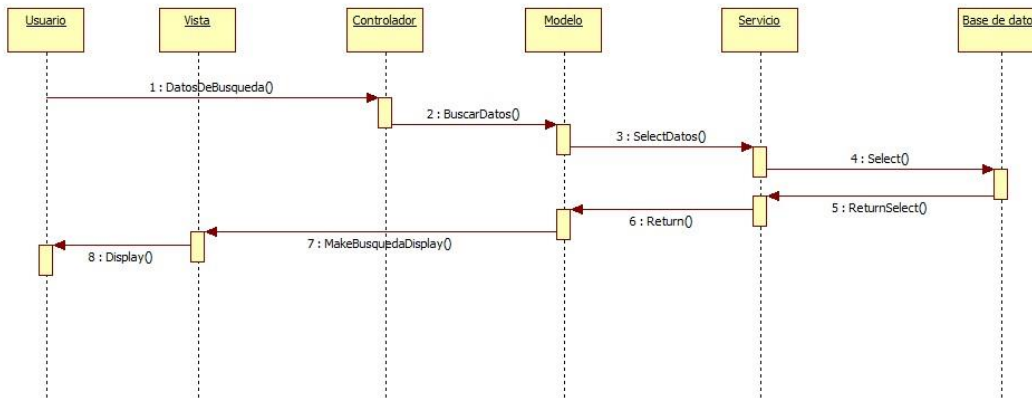 Usuario
Vista
Controlador
Modelo
Servicio
Base de dato
1 : DatosDeBusqueda()
2 : BuscarDatos()
3 : SelectDatos()
4 : Select()
5 : ReturnSelect()
6 : Return()
7 : MakeBusquedaDisplay()
8 : Display()